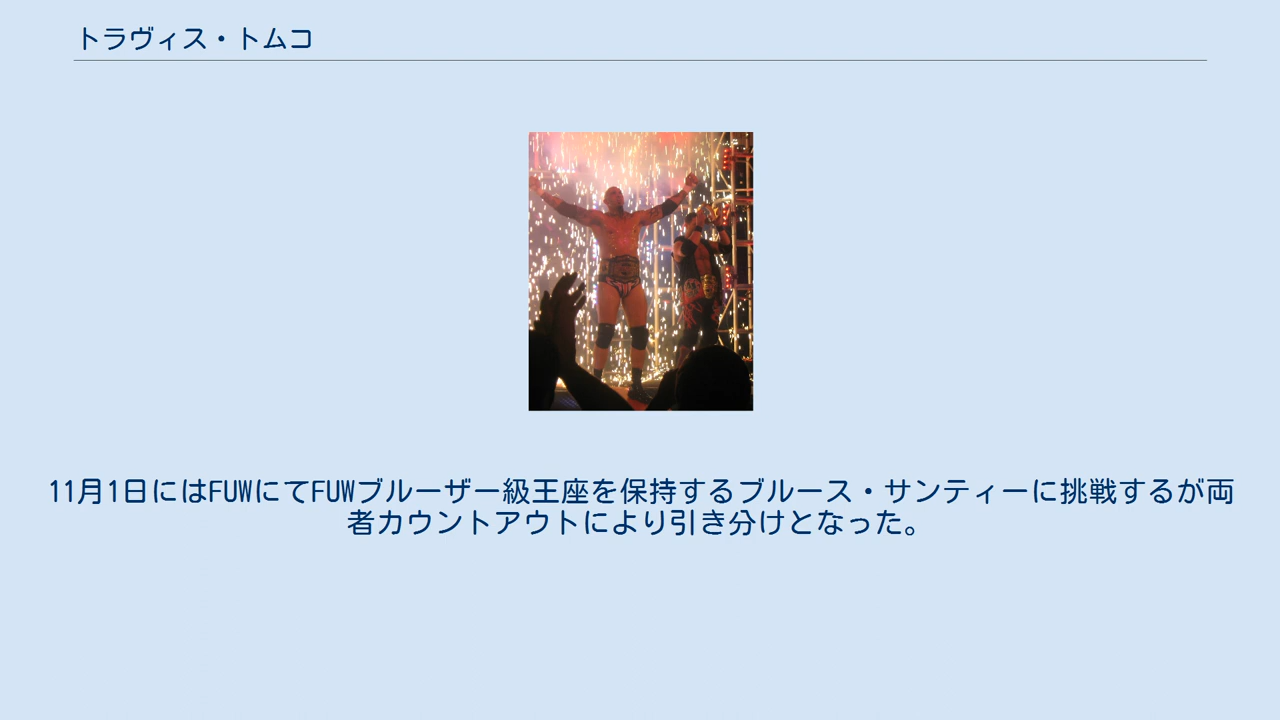 トラヴィス・トムコ
11月1日にはFUWにてFUWブルーザー級王座を保持するブルース・サンティーに挑戦するが両
者カウントアウトにより引き分けとなった。